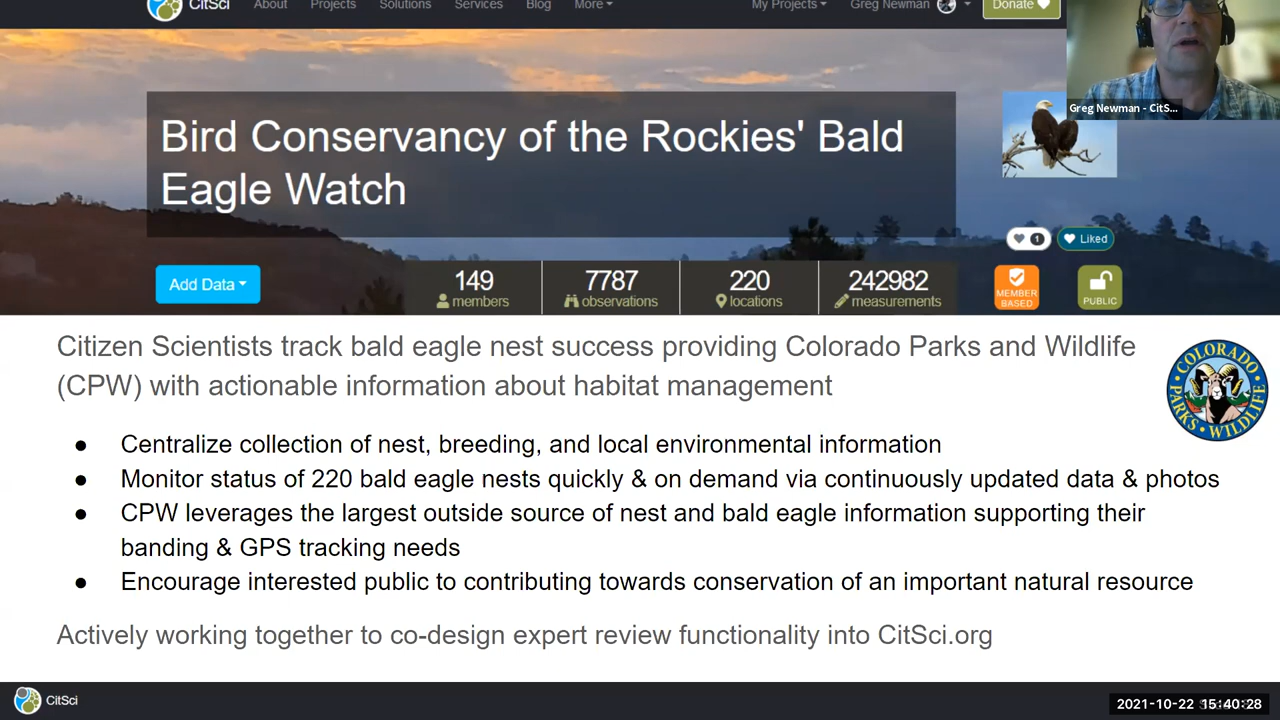 CitSci About Projects Solutions Services Blog More My Projects Greg Newman Donate
Greg Newman - CitS...
Bird Conservancy of the Rockies' Bald
Eagle Watch
1 Liked
Add Data
149 members
7787 observations
220 locations
242982 measurements
MEMBER BASED
PUBLIC
Citizen Scientists track bald eagle nest success providing Colorado Parks and Wildlife
(CPW) with actionable information about habitat management
COLORADO PARKS WILDLIFE
● Centralize collection of nest, breeding, and local environmental information
● Monitor status of 220 bald eagle nests quickly & on demand via continuously updated data & photos
● CPW leverages the largest outside source of nest and bald eagle information supporting their
banding & GPS tracking needs
● Encourage interested public to contributing towards conservation of an important natural resource
Actively working together to co-design expert review functionality into CitSci.org
CitSci
2021-10-22 15:40:28